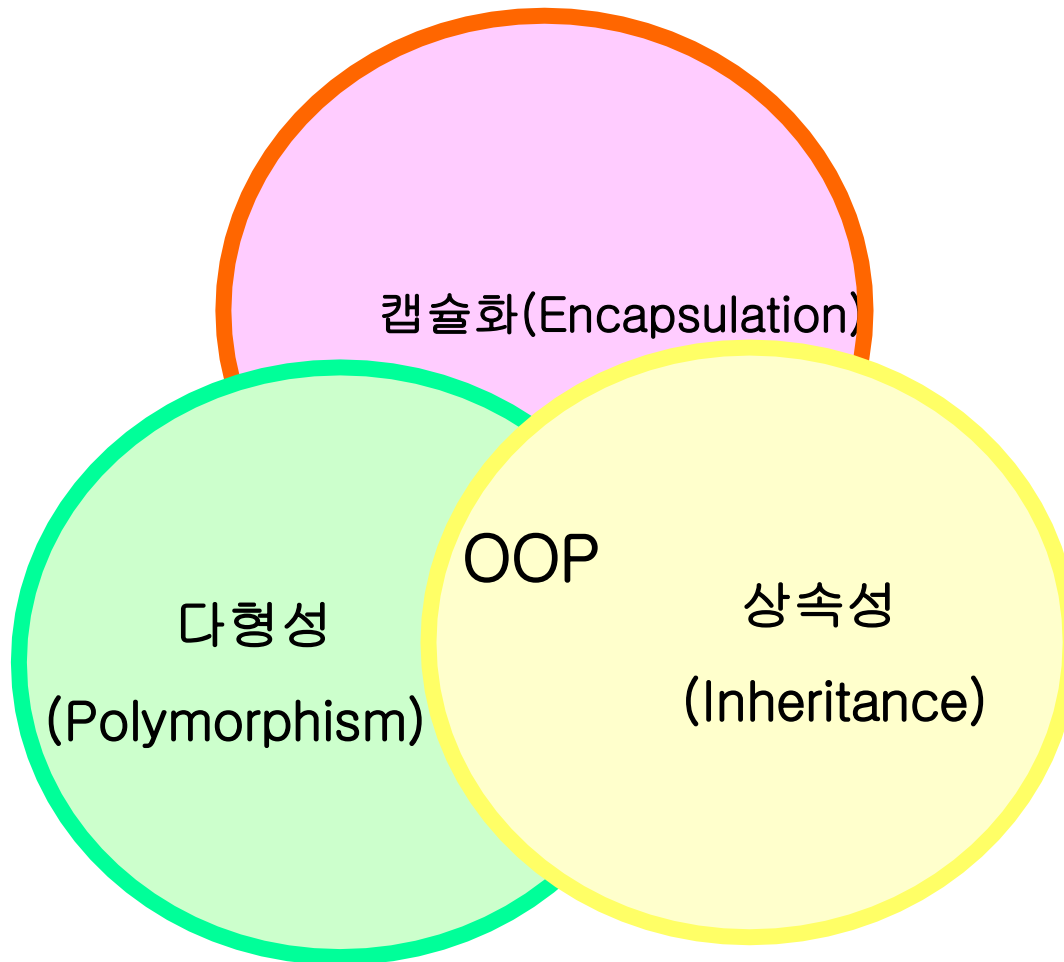 캡슐화(Encapsulation)
OOP
다형성
(Polymorphism)
상속성
(Inheritance)